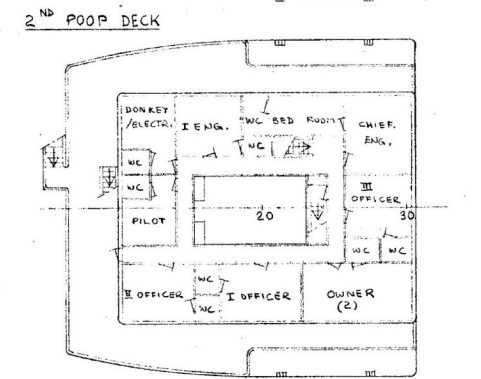 2ND POOP DECK
DONKEY
/ELECTR.
I ENG.
WC BED ROOM
CHIEF.
ENG.
WC
WC
WC
III
OFFICER
PILOT
20
30
WC
WC
WC
II OFFICER
I OFFICER
WC
OWNER
(2)